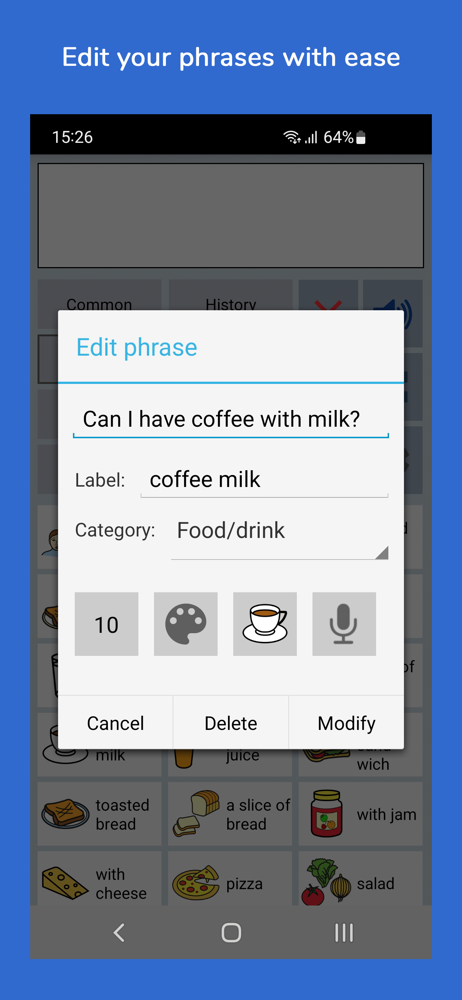 Edit your phrases with ease
15:26
64%
Common
History
Edit phrase
Can I have coffee with milk?
Label:
coffee milk
Category:
Food/drink
10
of
Cancel
Delete
Modify
milk
juice
wich
toasted
bread
a slice of
bread
with jam
with
cheese
pizza
salad